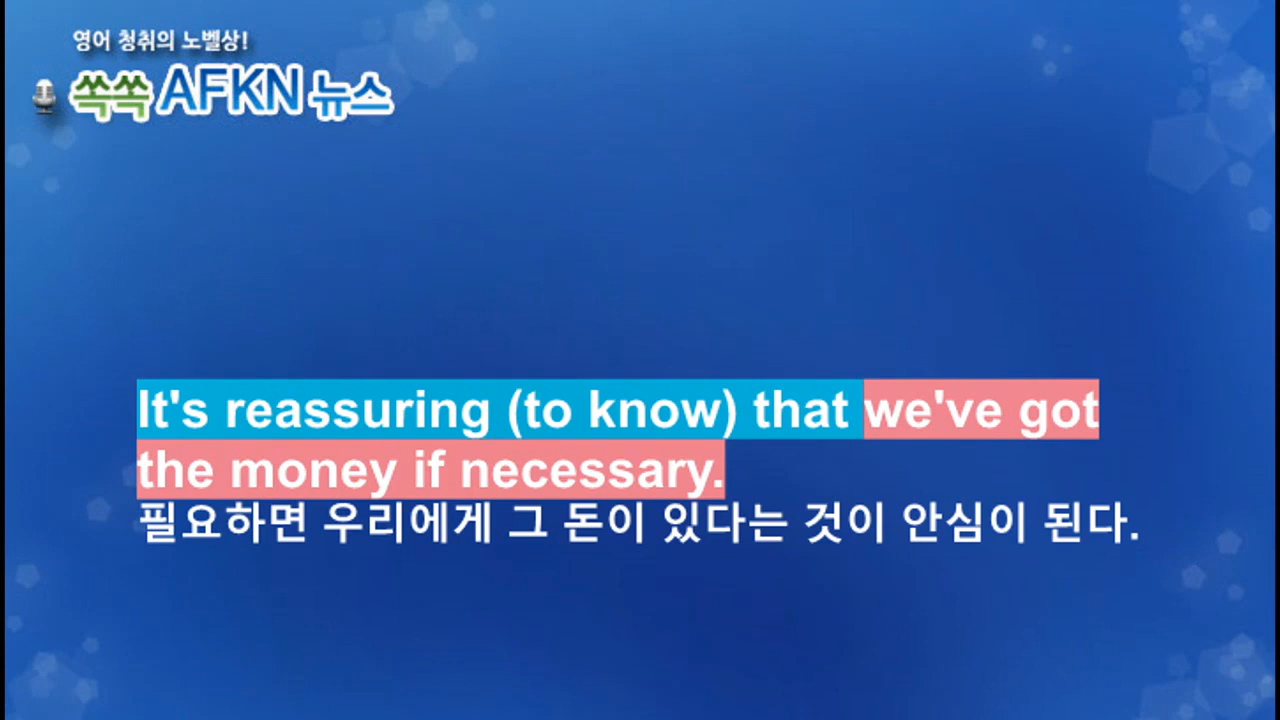 영어 청취의 노벨상!
쏙쏙 AFKN 뉴스
It's reassuring (to know) that we've got
the money if necessary.
필요하면 우리에게 그 돈이 있다는 것이 안심이 된다.